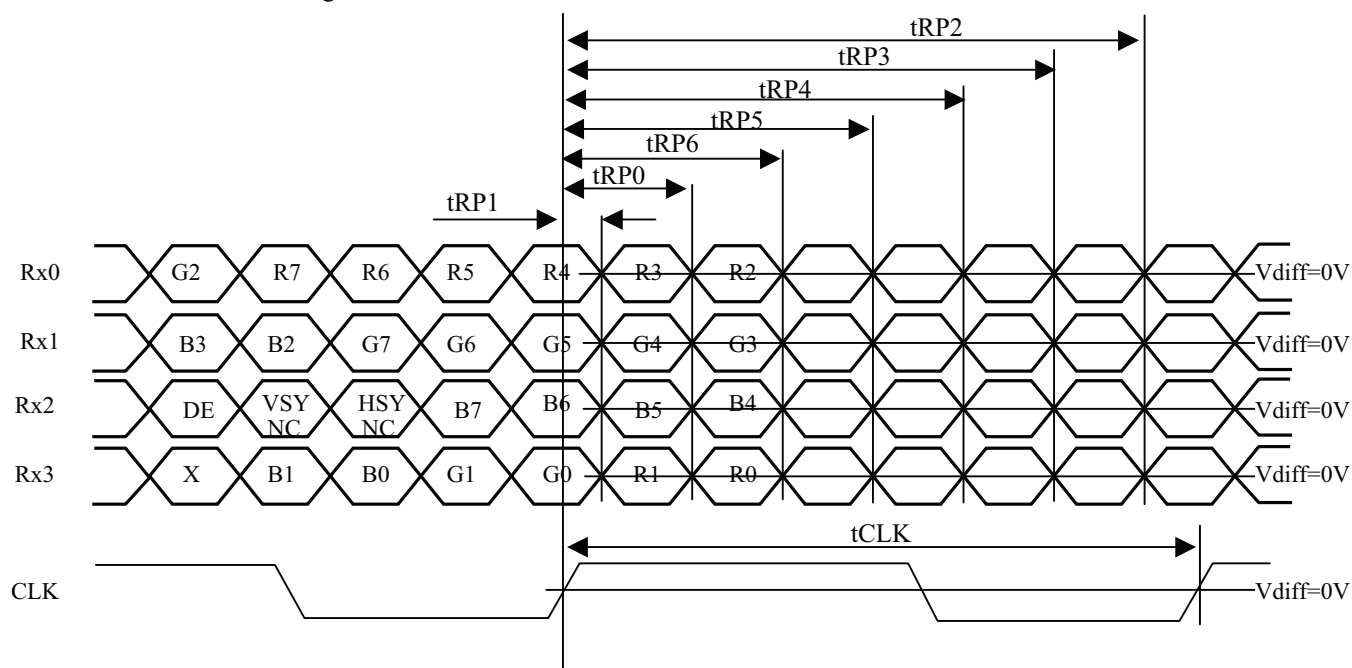 tRP2
tRP3
tRP4
tRP5
tRP6
tRP0
tRP1
Rx0 G2 R7 R6 R5 R4 R3 R2 Vdiff=0V
Rx1 B3 B2 G7 G6 G5 G4 G3 Vdiff=0V
Rx2 DE VSY NC HSY NC B7 B6 B5 B4 Vdiff=0V
Rx3 X B1 B0 G1 G0 R1 R0 Vdiff=0V
tCLK
CLK Vdiff=0V